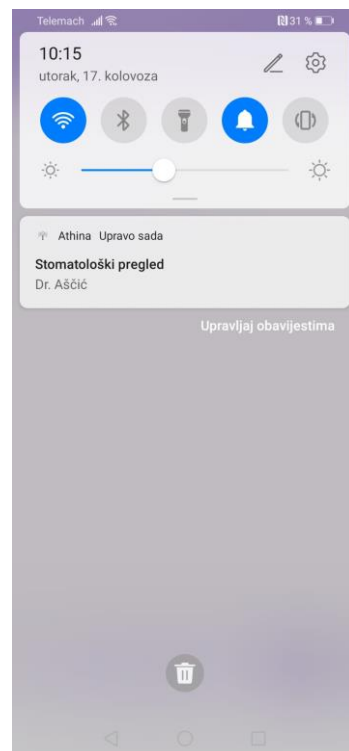 Telemach 31 %
10:15
utorak, 17. kolovoza
Athina Upravo sada
Stomatološki pregled
Dr. Aščić
Upravljaj obavijestima